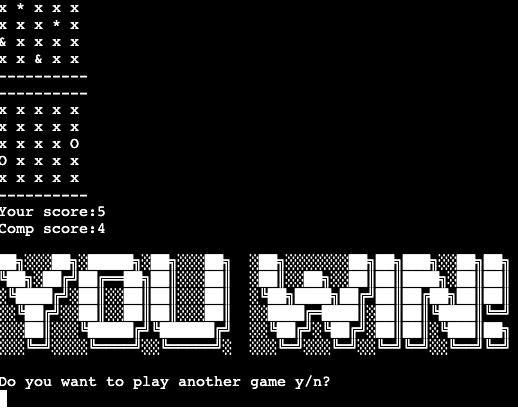 x * x x x
x x x * x
& x x x x
x x & x x
----------
----------
x x x x x
x x x x x
x x x x O
O x x x x
x x x x x
----------
Your score:5
Comp score:4
YOU WIN!
Do you want to play another game y/n?